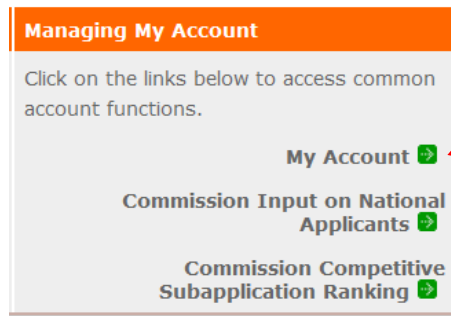 Managing My Account
Click on the links below to access common
account functions.
My Account
Commission Input on National
Applicants
Commission Competitive
Subapplication Ranking